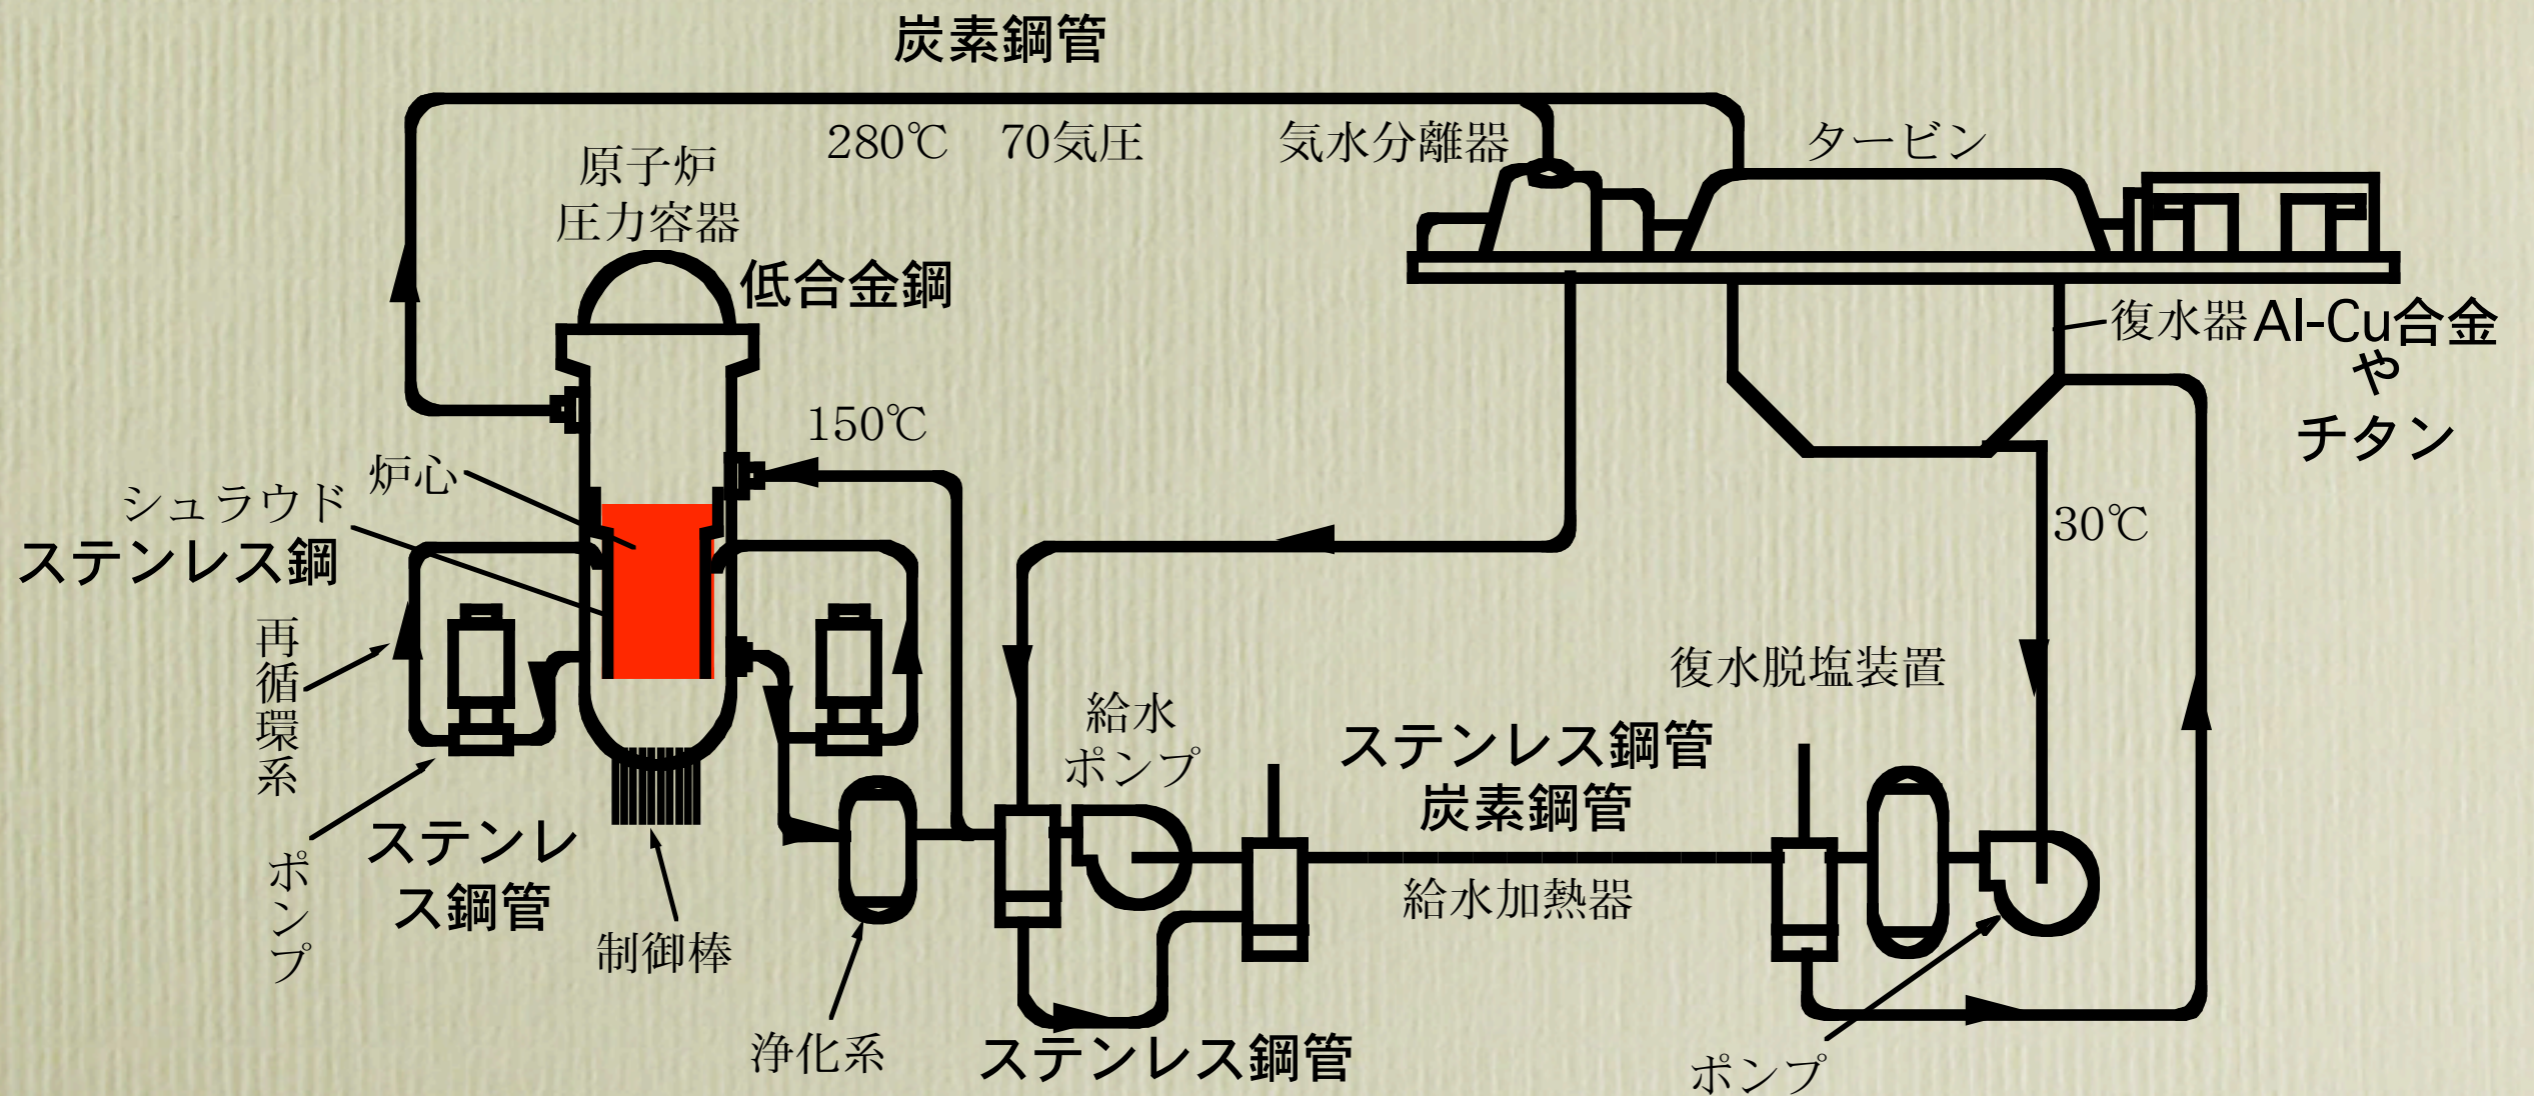 炭素鋼管
280℃ 70気圧
気水分離器
タービン
原子炉
圧力容器
低合金鋼
復水器 Al-Cu合金
や
チタン
150℃
炉心
シュラウド
ステンレス鋼
30℃
再循環系
ポンプ
ステンレ
ス鋼管
制御棒
浄化系
給水
ポンプ
ステンレス鋼管
ステンレス鋼管
炭素鋼管
給水加熱器
復水脱塩装置
ポンプ